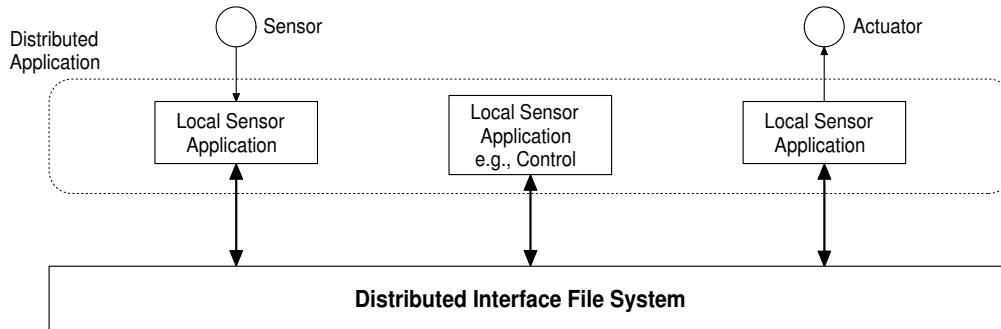 Sensor
Actuator
Distributed
Application
Local Sensor
Application
Local Sensor
Application
e.g., Control
Local Sensor
Application
Distributed Interface File System